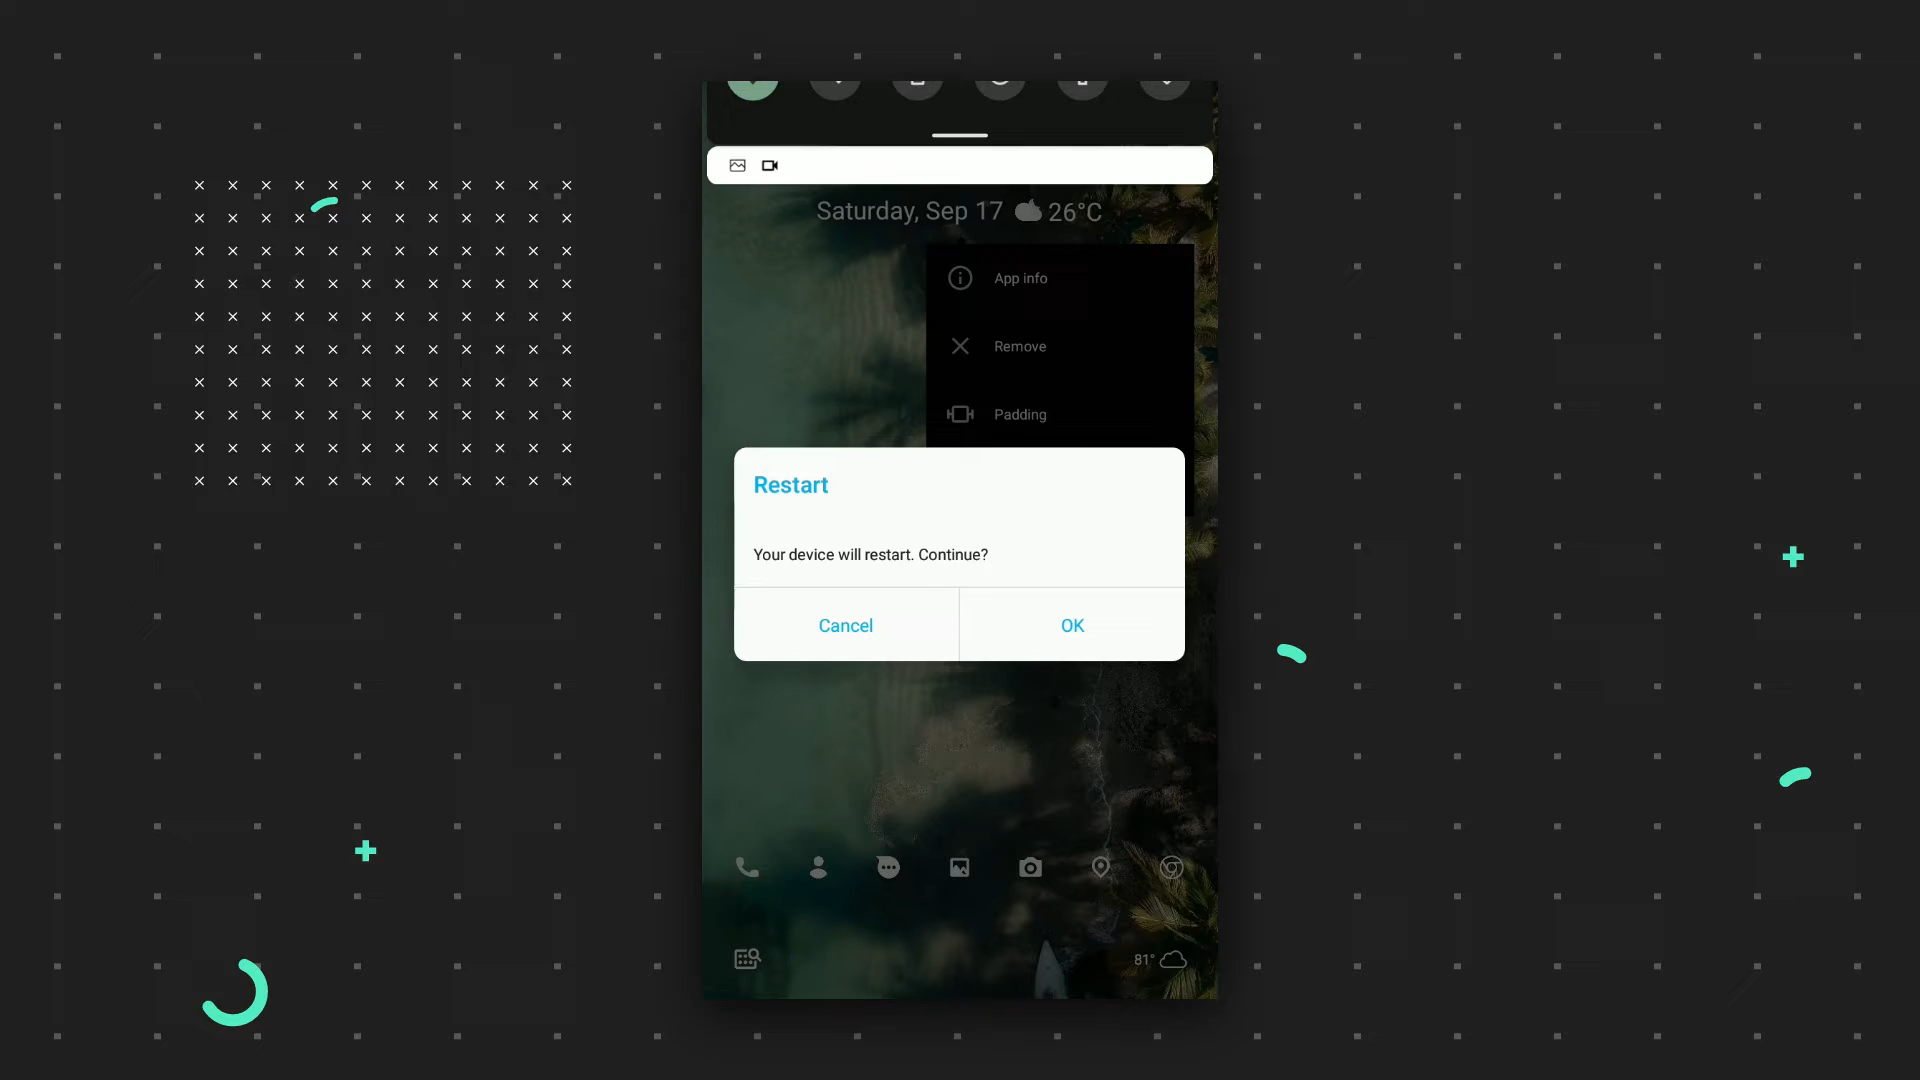 Saturday, Sep 17 26°C
App info
Remove
Padding
Restart
Your device will restart. Continue?
Cancel OK
81°